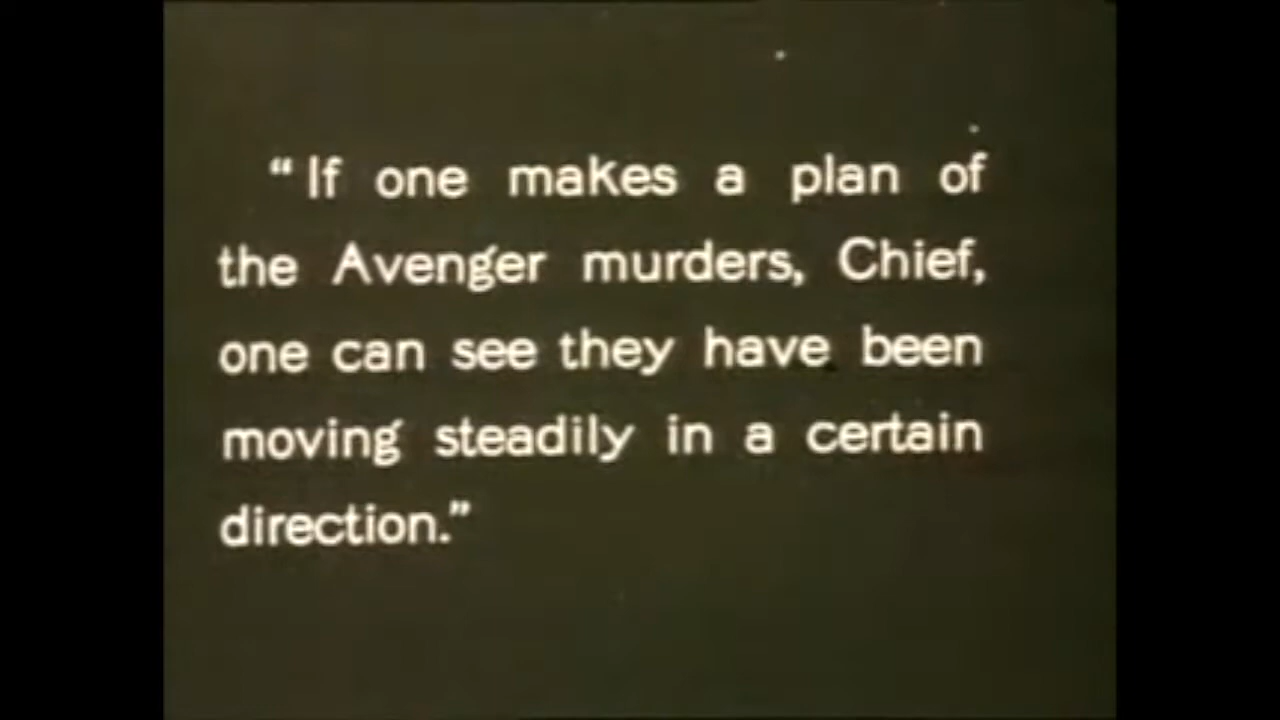 “If one makes a plan of
the Avenger murders, Chief,
one can see they have been
moving steadily in a certain
direction.”